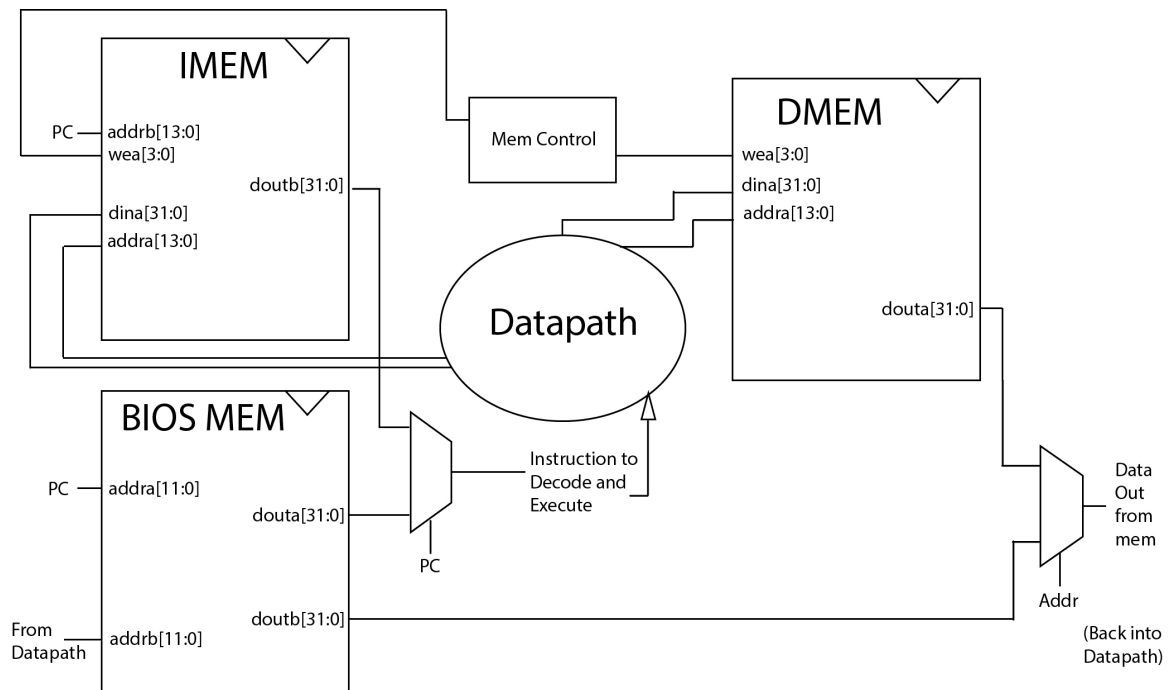 IMEM
PC
addrb[13:0]
wea[3:0]
doutb[31:0]
dina[31:0]
addra[13:0]
Mem Control
DMEM
wea[3:0]
dina[31:0]
addra[13:0]
douta[31:0]
Datapath
BIOS MEM
PC
addra[11:0]
douta[31:0]
doutb[31:0]
From
Datapath
addrb[11:0]
PC
Instruction to
Decode and
Execute
Data
Out
from
mem
Addr
(Back into
Datapath)